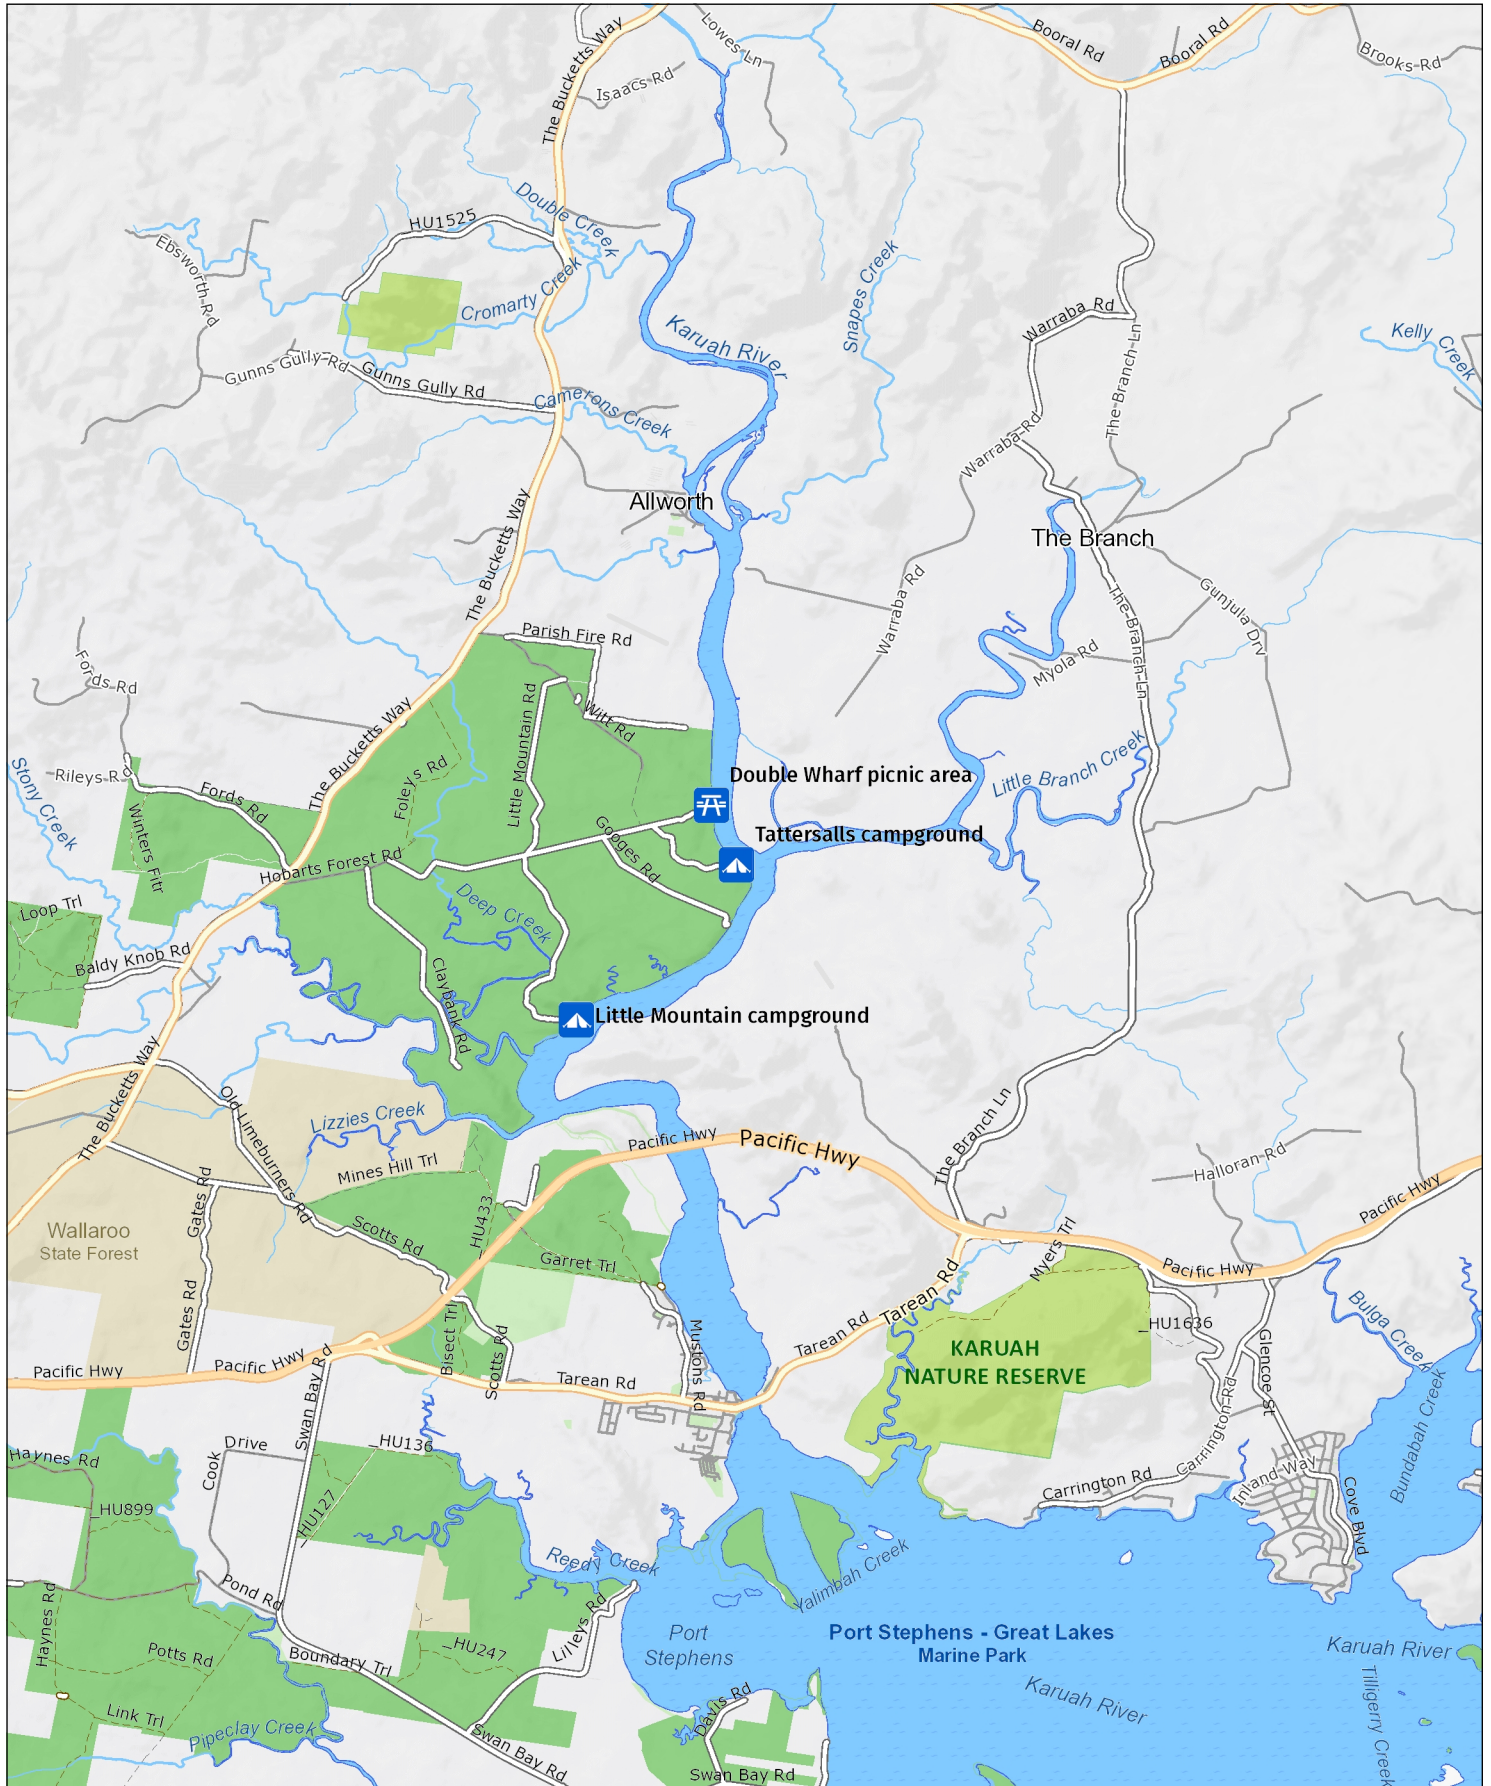 Lowes Ln
Booral Rd
Booral Rd
Brooks Rd
The Bucketts Way
Isaacs Rd
Double Creek
HU1525
Ebsworth Rd
Cromarty Creek
Snapes Creek
Karuah River
Warraba Rd
The Branch Ln
Kelly Creek
Gunns Gully Rd
Gunns Gully Rd
Camerons Creek
Warraba Rd
Allworth
The Branch
The Bucketts Way
Warraba Rd
Gunjula Drv
The Branch Ln
Parish Fire Rd
Myola Rd
Fords Rd
Witt Rd
Little Mountain Rd
The Bucketts Way
Foleys Rd
Little Branch Creek
Stony Creek
Rileys Rd
Fords Rd
Double Wharf picnic area
Winters Fitr
Googes Rd
Tattersalls campground
Hobarts Forest Rd
Loop Trl
Deep Creek
Baldy Knob Rd
Claybank Rd
Little Mountain campground
The Bucketts Way
Old Limeburners Rd
Lizzies Creek
The Branch Ln
Pacific Hwy
Pacific Hwy
Mines Hill Trl
Halloran Rd
Pacific Hwy
Gates Rd
HU433
Wallaroo
State Forest
Scotts Rd
Garret Trl
Myers Trl
Pacific Hwy
Tarean Rd
Bulga Creek
Gates Rd
Bisect Trl
Mustons Rd
Tarean Rd
_HU1636
KARUAH
NATURE RESERVE
Glencoe St
Pacific Hwy
Pacific Hwy
Scotts Rd
Tarean Rd
Swan Bay Rd
Carrington Rd
Bundabah Creek
Haynes Rd
Drive
Cook
_HU136
Carrington Rd
Inland Way
Cove Blvd
_HU899
_HU127
Reedy Creek
Yalimbah Creek
Pond Rd
Haynes Rd
Lilleys Rd
Port
Stephens
Port Stephens - Great Lakes
Marine Park
Karuah River
Potts Rd
Boundary Trl
_HU247
Karuah River
Tilligerry Creek
Link Trl
Pipeclay Creek
Swan Bay Rd
Davis Rd
Swan Bay Rd